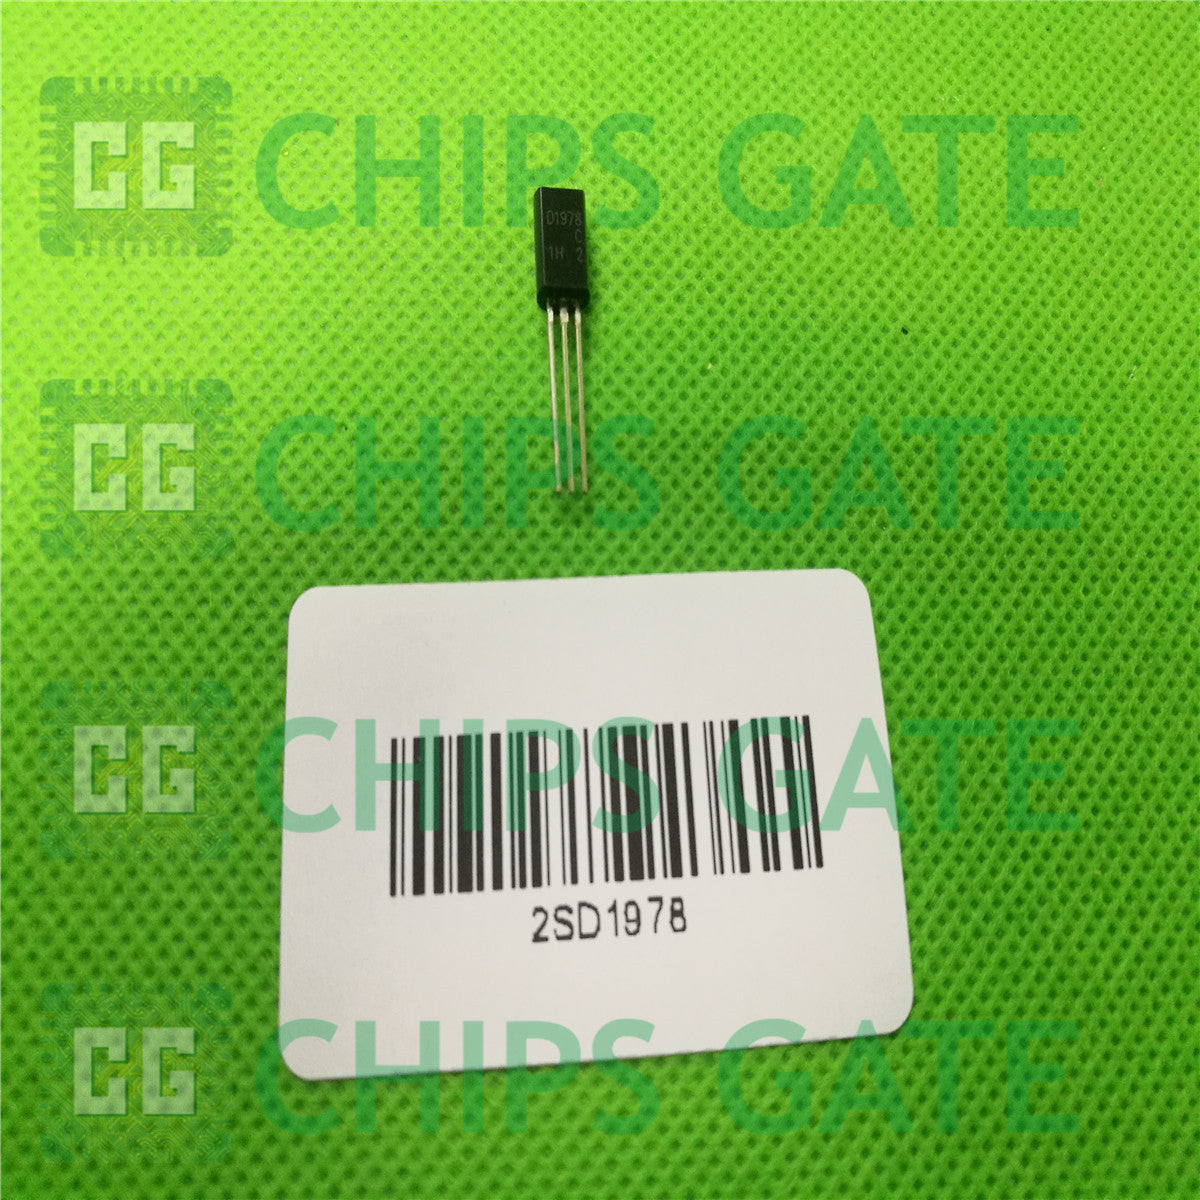 CG CHIPS GATE
D1978
C
1H 2
CG CHIPS GATE
CG CHIPS GATE
2SD1978
CG CHIPS GATE